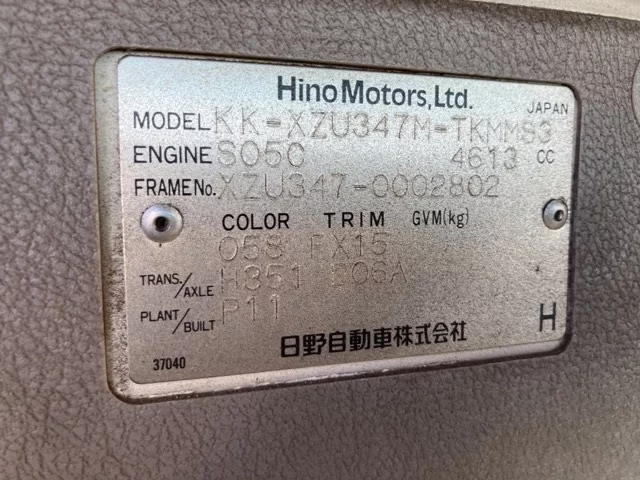 Hino Motors, Ltd.
JAPAN
MODEL KK-XZU347M-TKMMS3
ENGINE S05C 4613 CC
FRAME No. XZU347-0002802
COLOR TRIM GVM(kg)
058 FX15
TRANS./AXLE H351 P06A
PLANT/BUILT P11
日野自動車株式会社
H
37040